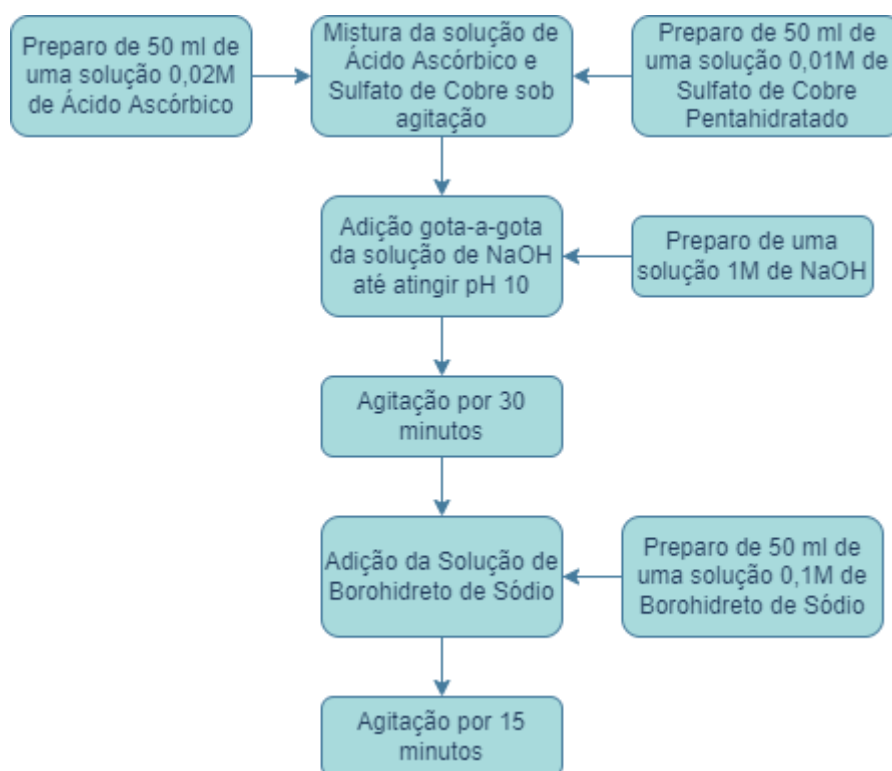 Preparo de 50 ml de
uma solução 0,02M
de Ácido Ascórbico
Mistura da solução de
Ácido Ascórbico e
Sulfato de Cobre sob
agitação
Preparo de 50 ml de
uma solução 0,01M de
Sulfato de Cobre
Pentahidratado
Adição gota-a-gota
da solução de NaOH
até atingir pH 10
Preparo de uma
solução 1M de NaOH
Agitação por 30
minutos
Adição da Solução de
Borohidreto de Sódio
Preparo de 50 ml de
uma solução 0,1M de
Borohidreto de Sódio
Agitação por 15
minutos